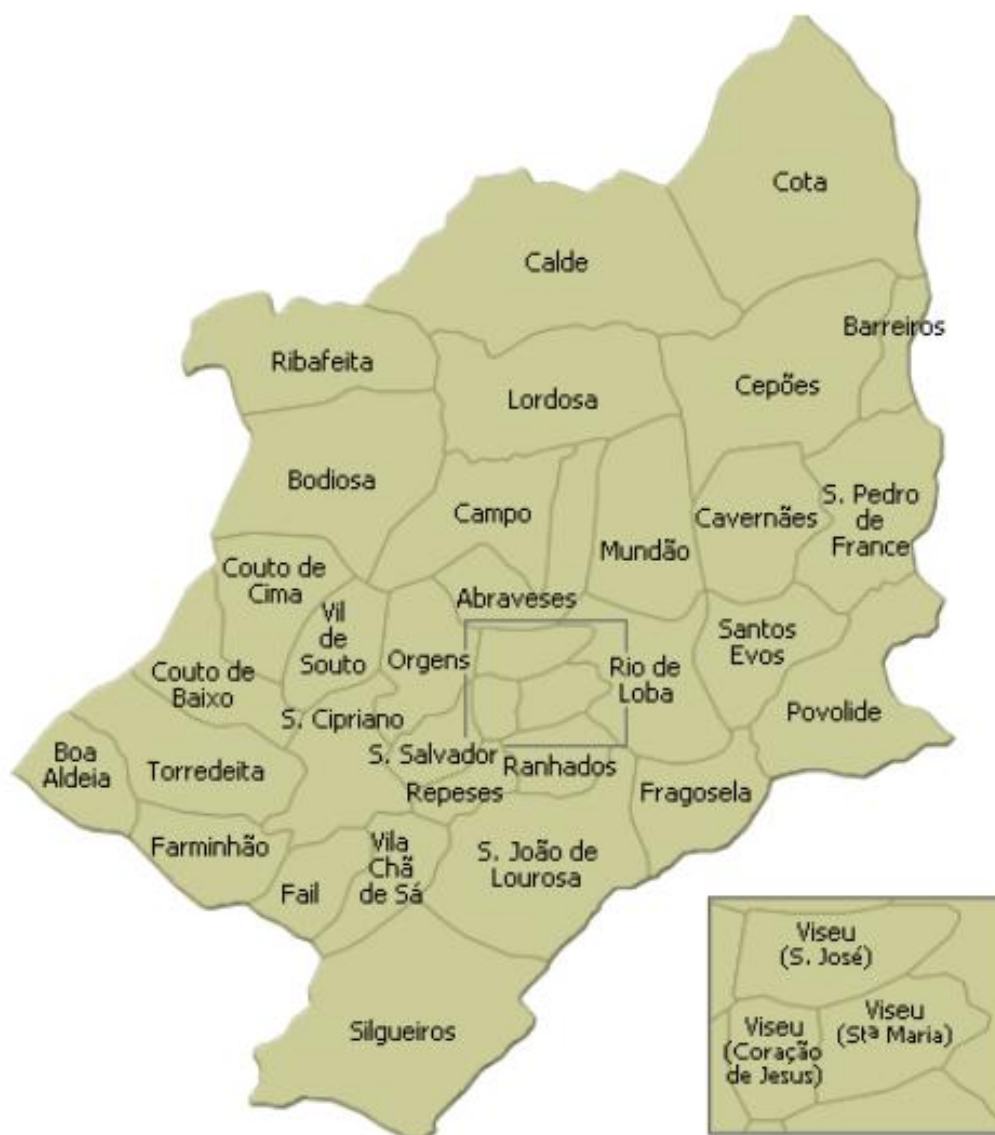 Cota
Calde
Barreiros
Ribafeita
Cepões
Lordosa
Bodiosa
S. Pedro
de
France
Campo
Cavernães
Mundão
Couto de
Cima
Abraveses
Vil
de
Souto
Santos
Evos
Orgens
Rio de
Loba
Couto de
Baixo
Povolide
S. Cipriano
Boa
Aldeia
S. Salvador
Torredeita
Ranhados
Repeses
Fragosela
Farminhão
Vila
Chã
de Sá
S. João de
Lourosa
Fail
Silgueiros
Viseu
(S. José)
Viseu
(Stª Maria)
Viseu
(Coração
de Jesus)